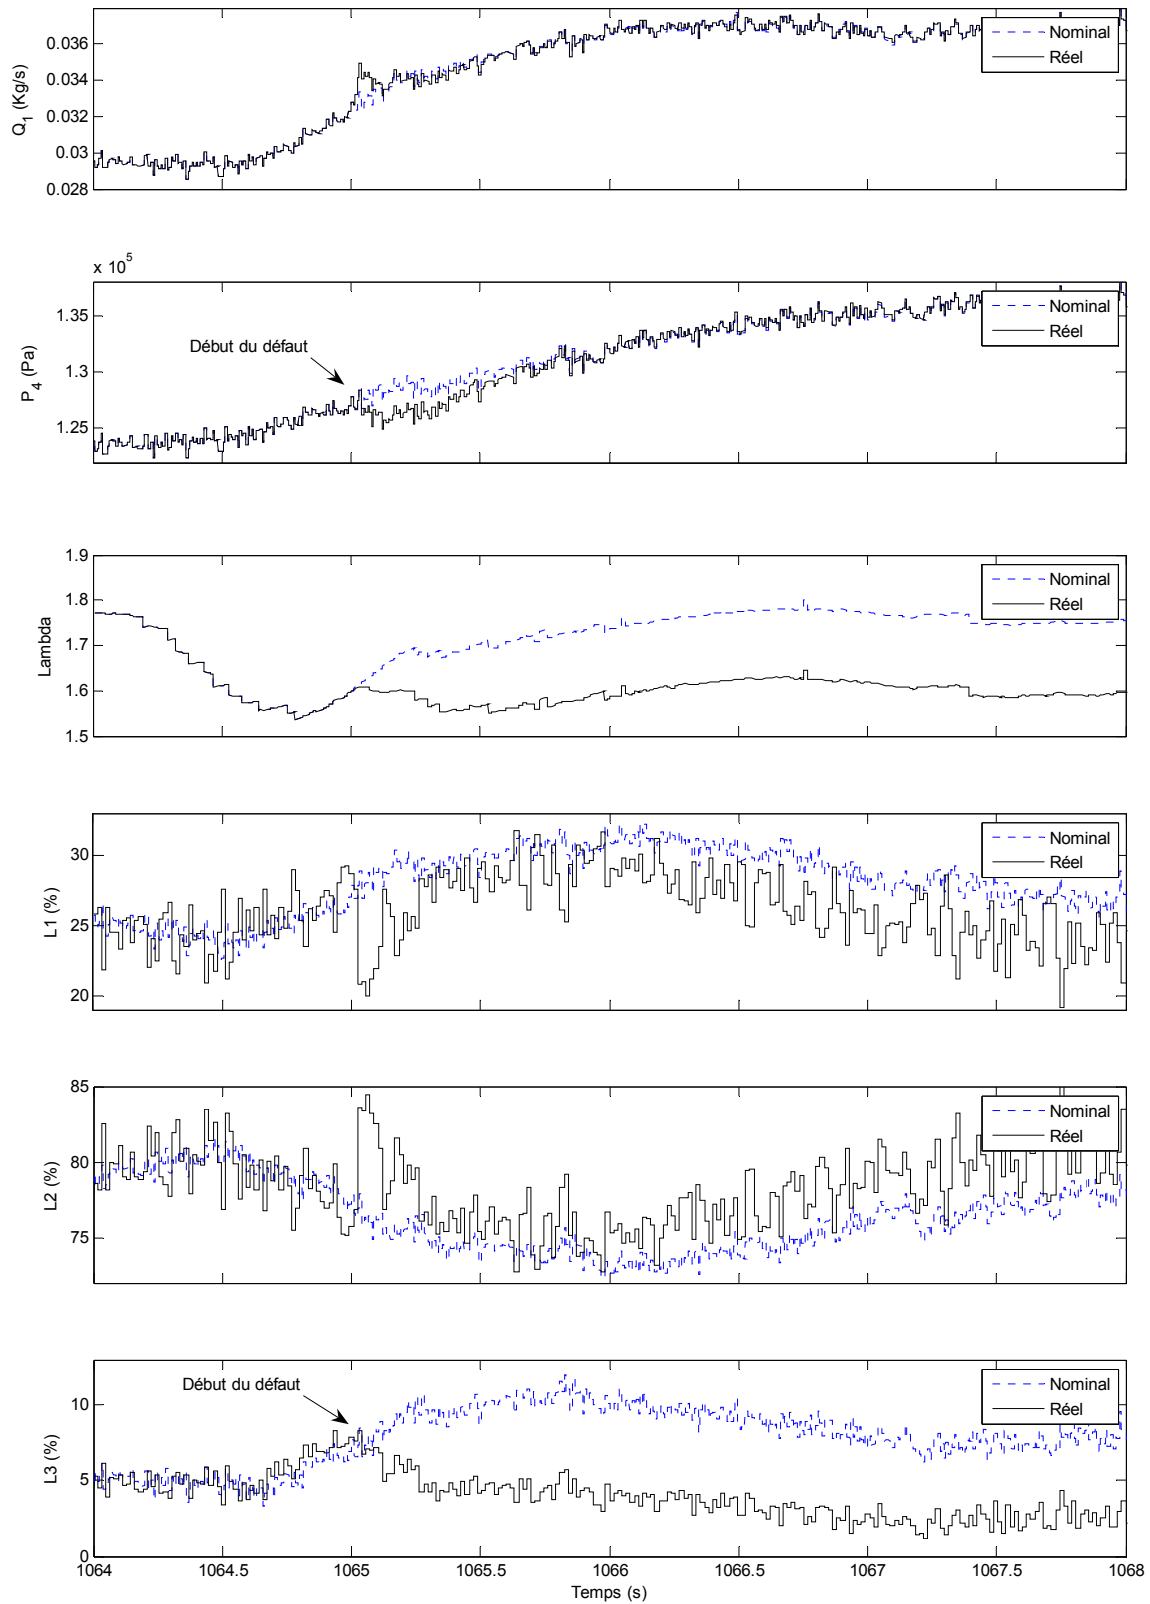 0.036
0.034
0.032
0.03
0.028
Q1 (Kg/s)
Nominal
Réel
x 10^5
1.35
1.3
1.25
P4 (Pa)
Début du défaut
Nominal
Réel
1.9
1.8
1.7
1.6
1.5
Lambda
Nominal
Réel
30
25
20
L1 (%)
Nominal
Réel
85
80
75
L2 (%)
Nominal
Réel
10
5
0
L3 (%)
Début du défaut
Nominal
Réel
1064 1064.5 1065 1065.5 1066 1066.5 1067 1067.5 1068
Temps (s)